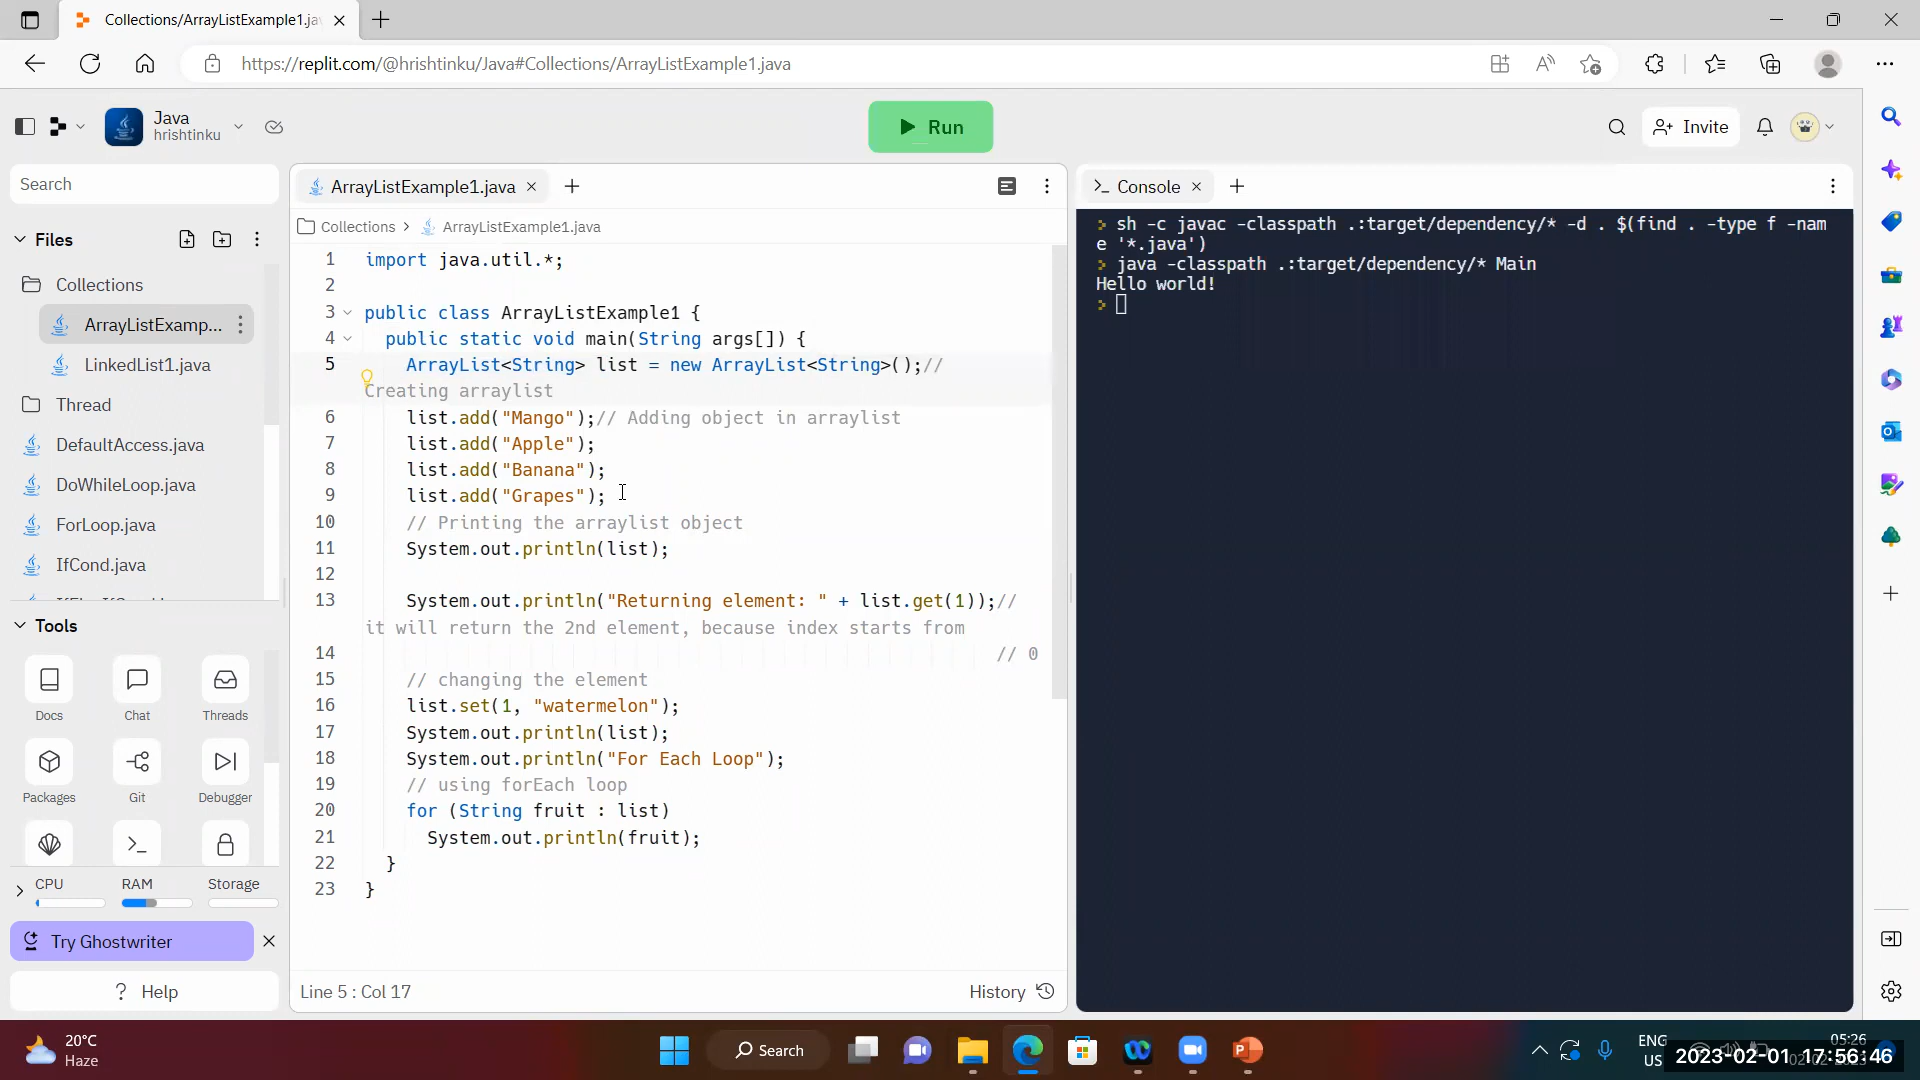 Collections/ArrayListExample1.ja
https://replit.com/@hrishtinku/Java#Collections/ArrayListExample1.java
Java
hrishtinku
Run
Invite
Search
Files
Collections
ArrayListExamp...
LinkedList1.java
Thread
DefaultAccess.java
DoWhileLoop.java
ForLoop.java
IfCond.java
Tools
Docs
Chat
Threads
Packages
Git
Debugger
CPU
RAM
Storage
Try Ghostwriter
? Help
ArrayListExample1.java
Collections > ArrayListExample1.java
1 import java.util.*;
2
3 public class ArrayListExample1 {
4 public static void main(String args[]) {
5 ArrayList<String> list = new ArrayList<String>();//
Creating arraylist
6 list.add("Mango");// Adding object in arraylist
7 list.add("Apple");
8 list.add("Banana");
9 list.add("Grapes");
10 // Printing the arraylist object
11 System.out.println(list);
12
13 System.out.println("Returning element: " + list.get(1));//
it will return the 2nd element, because index starts from
14 // 0
15 // changing the element
16 list.set(1, "watermelon");
17 System.out.println(list);
18 System.out.println("For Each Loop");
19 // using forEach loop
20 for (String fruit : list)
21 System.out.println(fruit);
22 }
23 }
Line 5 : Col 17
History
Console
> sh -c javac -classpath .:target/dependency/* -d . $(find . -type f -nam
e '*.java')
> java -classpath .:target/dependency/* Main
Hello world!
>
20°C
Haze
Search
ENG
US
05:26
2023-02-01 17:56:46